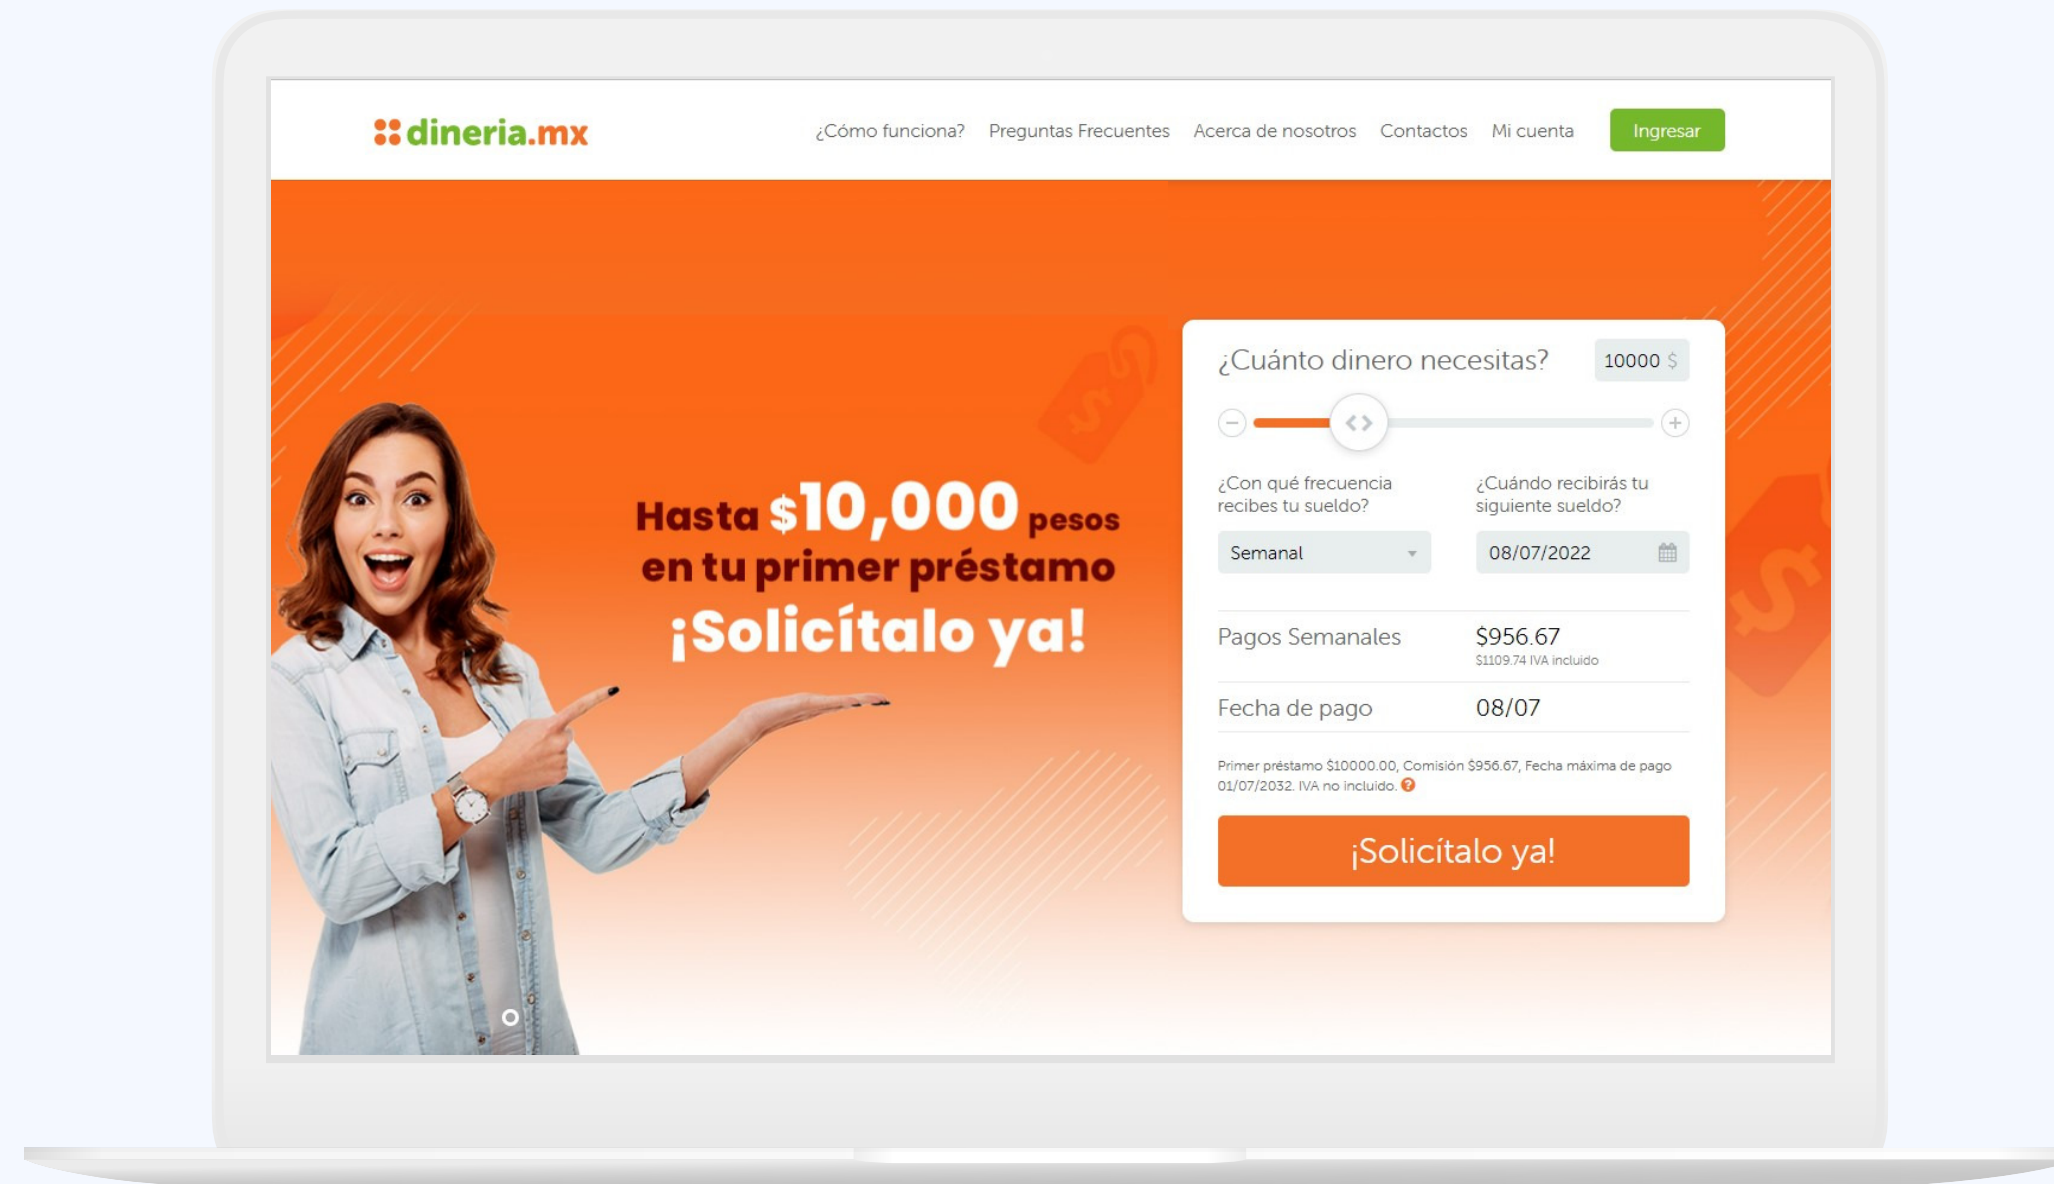 dineria.mx
¿Cómo funciona? Preguntas Frecuentes Acerca de nosotros Contactos Mi cuenta Ingresar
Hasta $10,000 pesos
en tu primer préstamo
¡Solicítalo ya!
¿Cuánto dinero necesitas? 10000 $
¿Con qué frecuencia
recibes tu sueldo?
Semanal
¿Cuándo recibirás tu
siguiente sueldo?
08/07/2022
Pagos Semanales $956.67
$1109.74 IVA incluido
Fecha de pago 08/07
Primer préstamo $10000.00, Comisión $956.67, Fecha máxima de pago
01/07/2032. IVA no incluido. ?
¡Solicítalo ya!